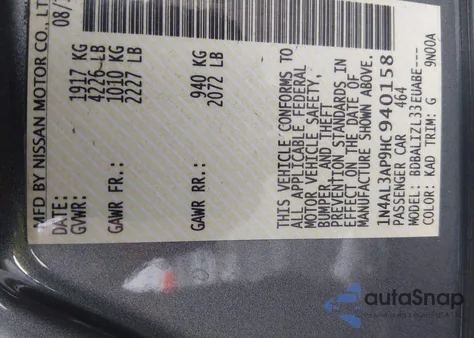 MFD BY NISSAN MOTOR CO., LT
DATE: 08/
GVWR: 1917 KG
4226 LB
GAWR FR.: 1010 KG
2227 LB
GAWR RR.: 940 KG
2072 LB
THIS VEHICLE CONFORMS TO
ALL APPLICABLE FEDERAL
MOTOR VEHICLE SAFETY,
BUMPER, AND THEFT
PREVENTION STANDARDS IN
EFFECT ON THE DATE OF
MANUFACTURE SHOWN ABOVE.
1N4AL3AP9HC940158
PASSENGER CAR 464
MODEL: BDBALIZL33EUABE---
COLOR: KAD TRIM: G 9N00A
autoSnap